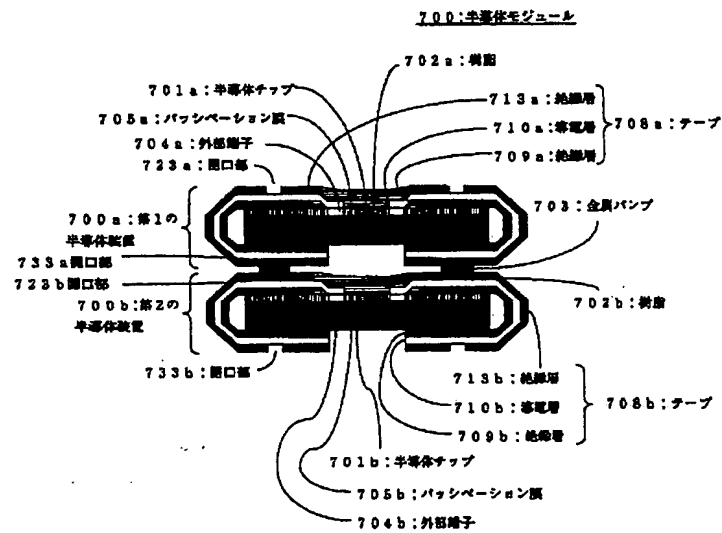 700:半導体モジュール
702a:樹脂
701a:半導体チップ
713a:絶縁層
705a:パッシベーション膜
710a:導電層
708a:テープ
704a:外部端子
709a:絶縁層
723a:開口部
703:金属バンプ
700a:第1の
半導体装置
733a開口部
723b開口部
700b:第2の
半導体装置
702b:樹脂
733b:開口部
713b:絶縁層
710b:導電層
708b:テープ
709b:絶縁層
701b:半導体チップ
705b:パッシベーション膜
704b:外部端子